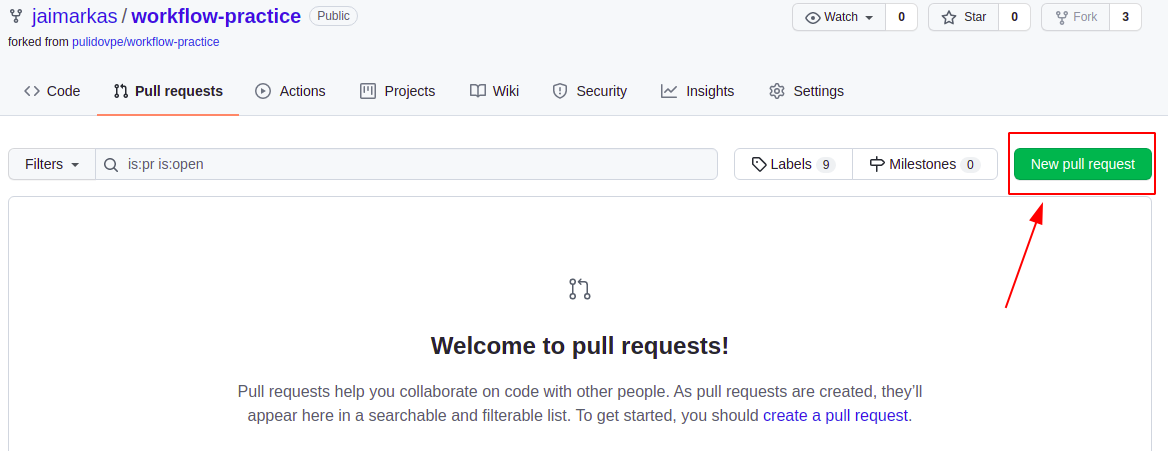 jaimarkas / workflow-practice Public Watch 0 Star 0 Fork 3
forked from pulidovpe/workflow-practice
Code Pull requests Actions Projects Wiki Security Insights Settings
Filters is:pr is:open Labels 9 Milestones 0 New pull request
Welcome to pull requests!
Pull requests help you collaborate on code with other people. As pull requests are created, they’ll
appear here in a searchable and filterable list. To get started, you should create a pull request.